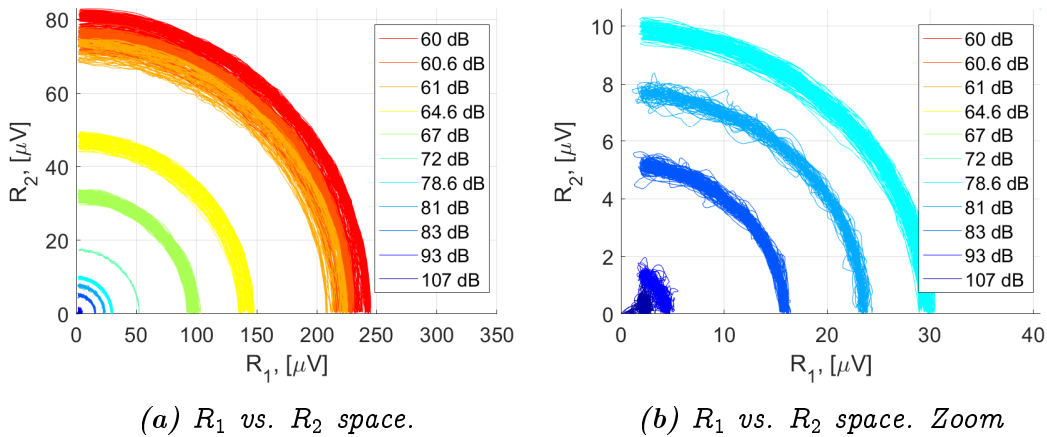 80
60
40
20
0
R2, [μV]
0
50
100
150
200
250
300
350
R1, [μV]
60 dB
60.6 dB
61 dB
64.6 dB
67 dB
72 dB
78.6 dB
81 dB
83 dB
93 dB
107 dB
(a) R1 vs. R2 space.
10
8
6
4
2
0
R2, [μV]
0
10
20
30
40
R1, [μV]
60 dB
60.6 dB
61 dB
64.6 dB
67 dB
72 dB
78.6 dB
81 dB
83 dB
93 dB
107 dB
(b) R1 vs. R2 space. Zoom